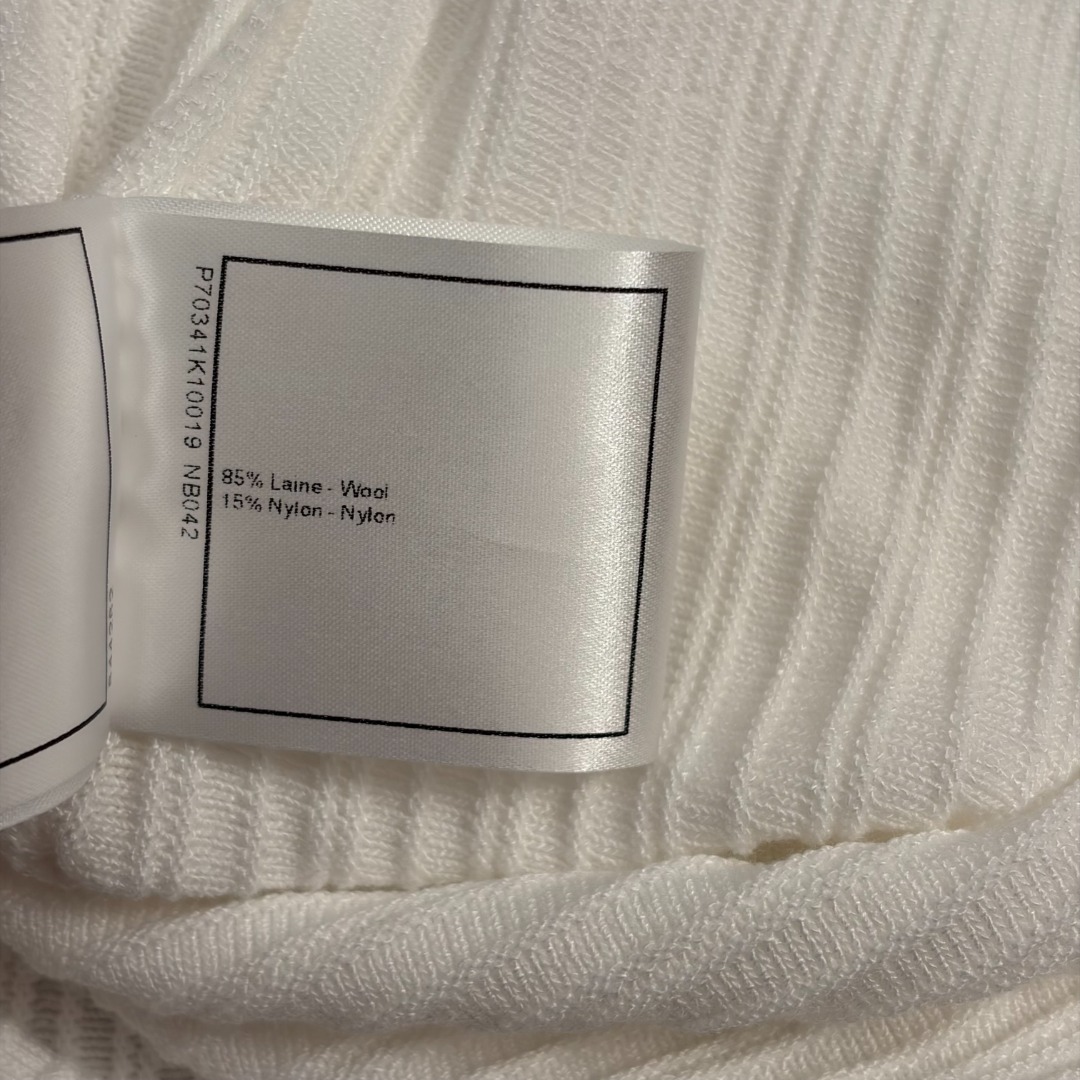 P70341K10019 NB042
85% Laine - Wool
15% Nylon - Nylon